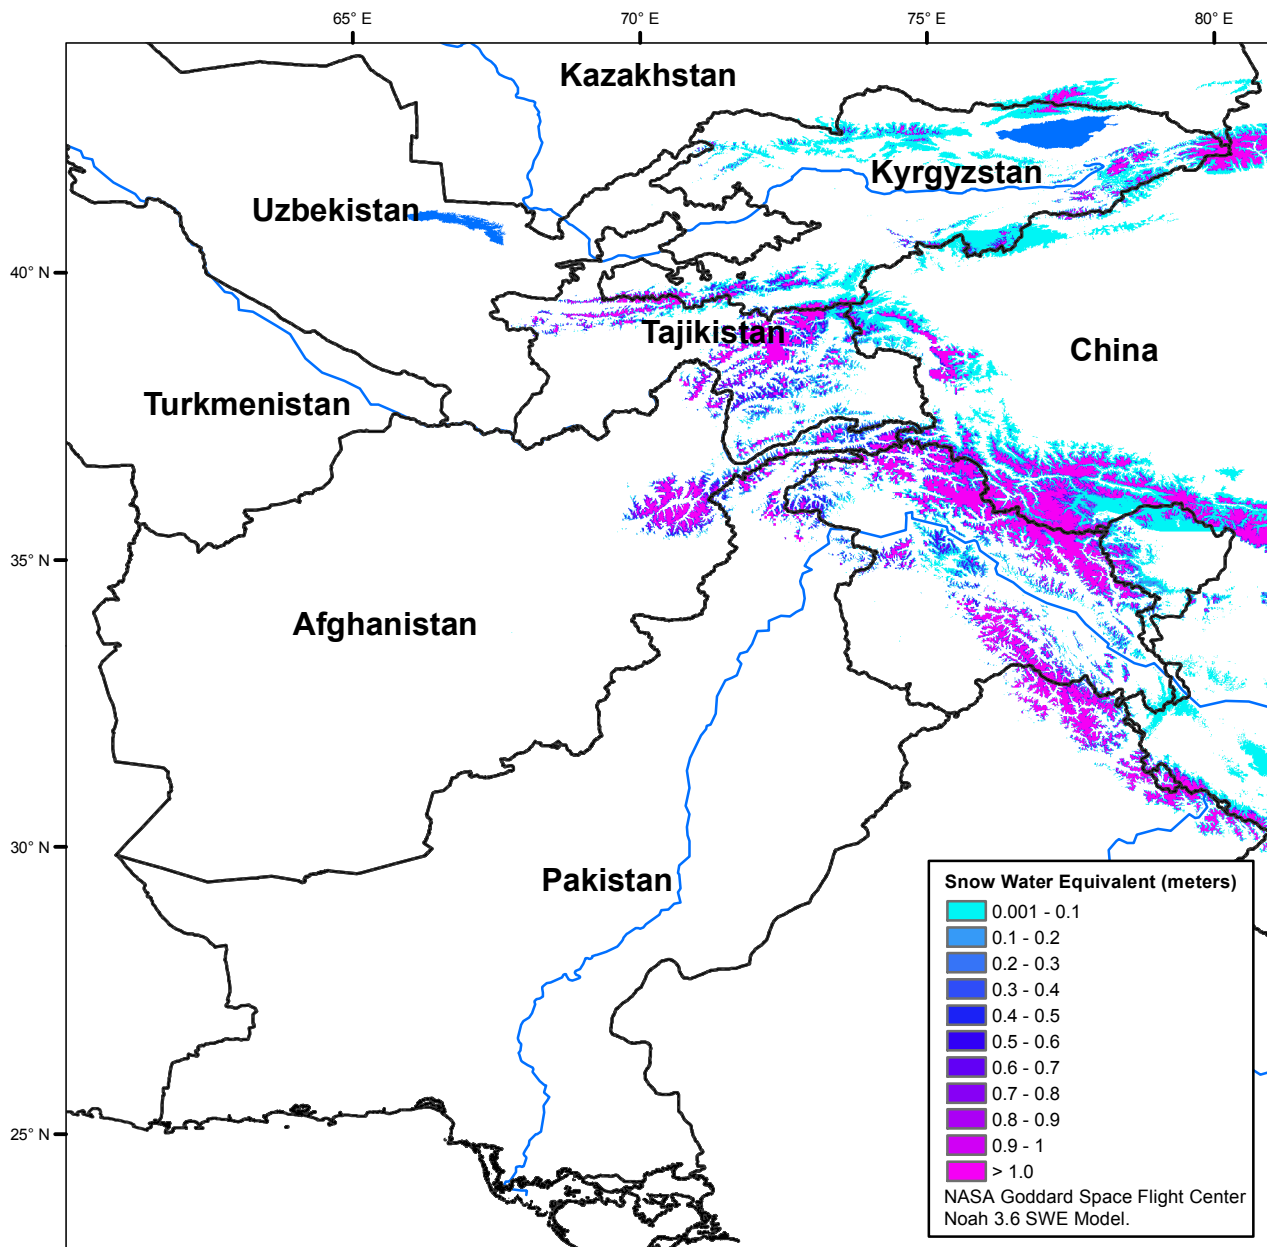 65° E
70° E
75° E
80° E
Kazakhstan
Kyrgyzstan
Uzbekistan
40° N
Tajikistan
China
Turkmenistan
35° N
Afghanistan
30° N
Pakistan
25° N
Snow Water Equivalent (meters)
0.001 - 0.1
0.1 - 0.2
0.2 - 0.3
0.3 - 0.4
0.4 - 0.5
0.5 - 0.6
0.6 - 0.7
0.7 - 0.8
0.8 - 0.9
0.9 - 1
> 1.0
NASA Goddard Space Flight Center
Noah 3.6 SWE Model.